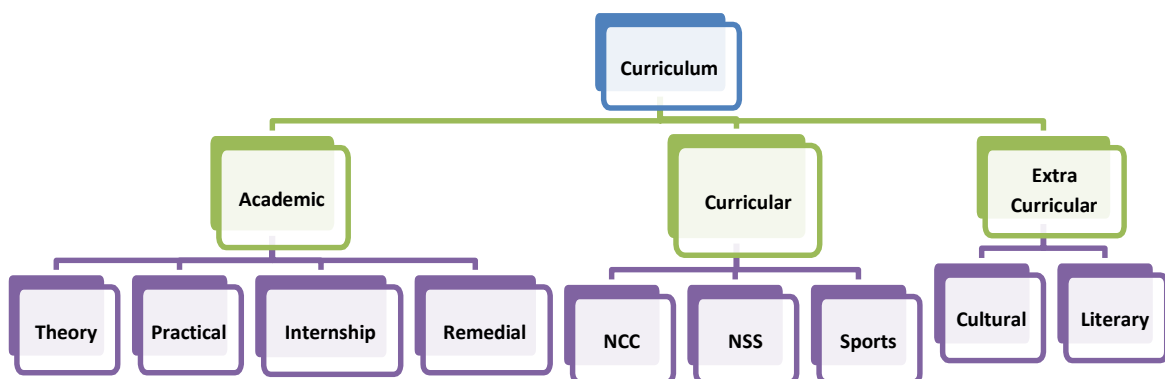 Curriculum
Academic
Curricular
Extra
Curricular
Theory
Practical
Internship
Remedial
NCC
NSS
Sports
Cultural
Literary